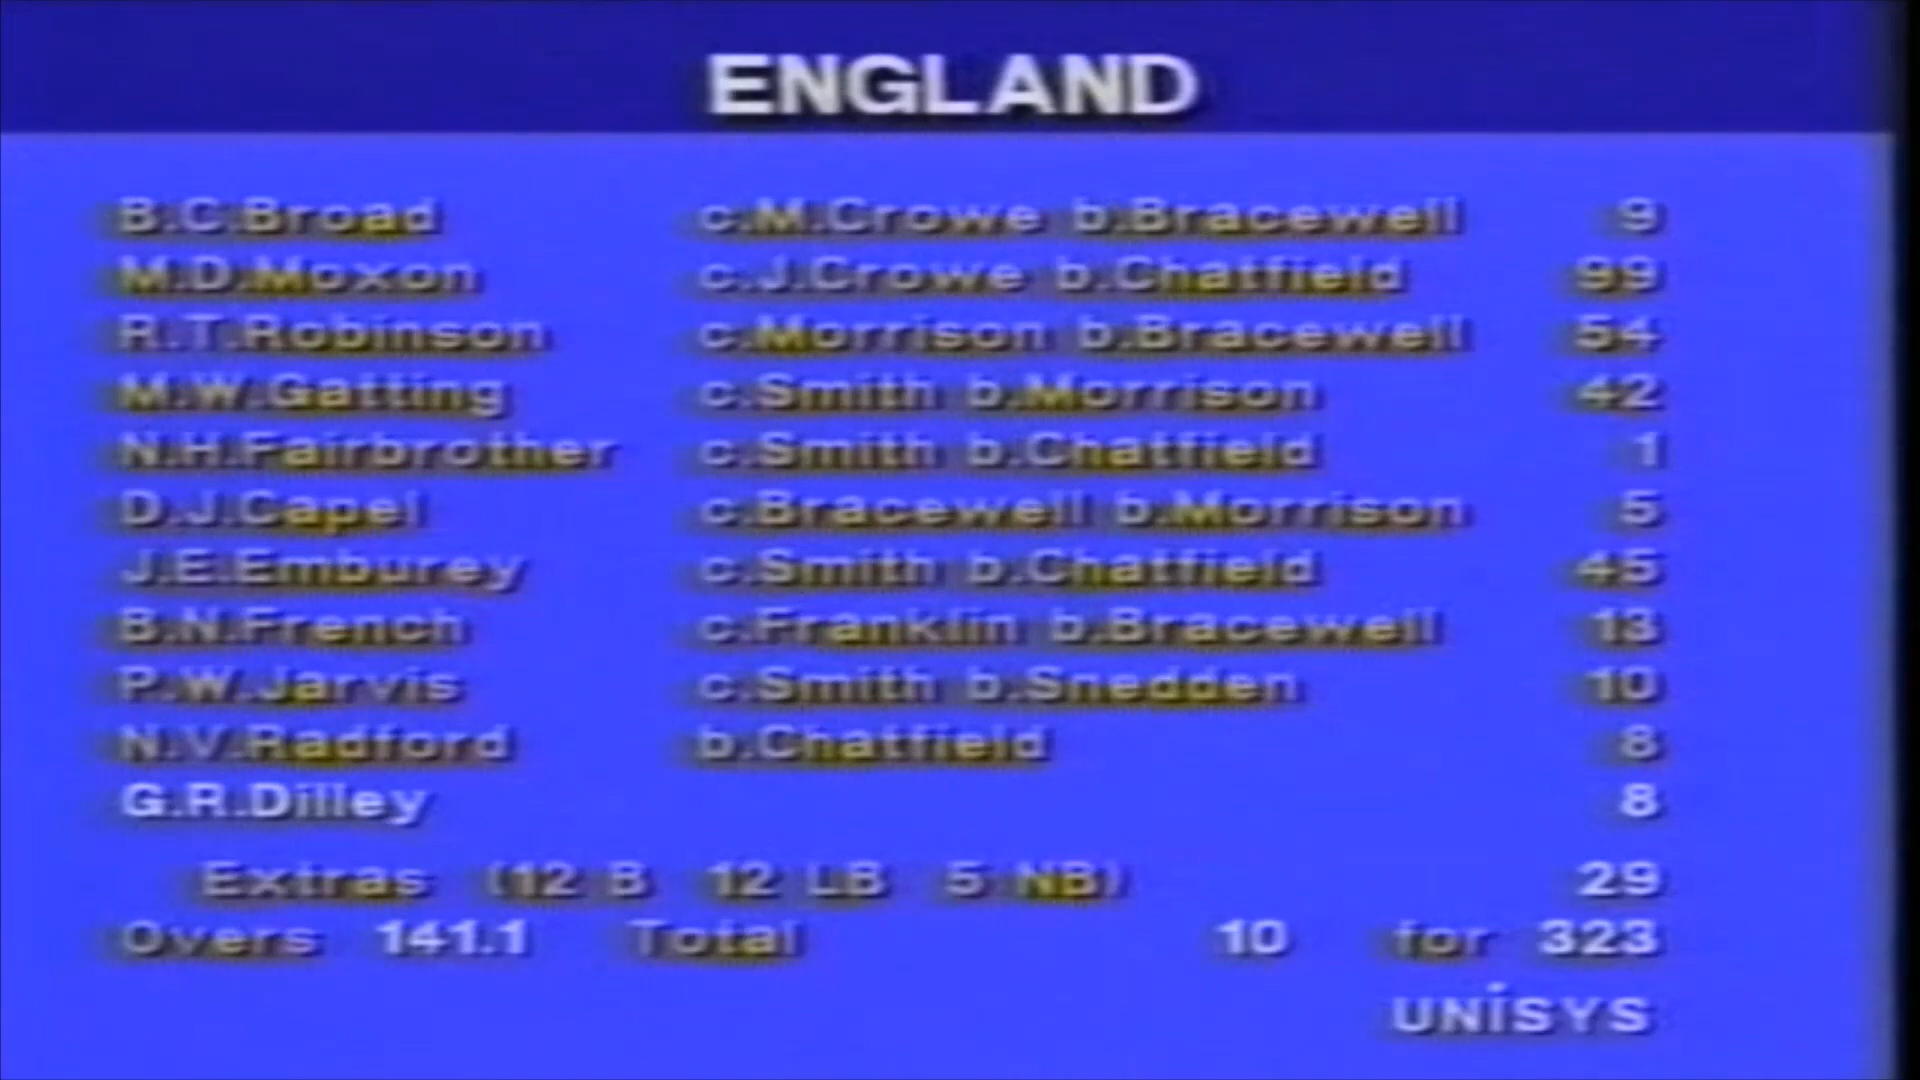 ENGLAND
B.C.Broad c.M.Crowe b.Bracewell 9
M.D.Moxon c.J.Crowe b.Chatfield 99
R.T.Robinson c.Morrison b.Bracewell 54
M.W.Gatting c.Smith b.Morrison 42
N.H.Fairbrother c.Smith b.Chatfield 1
D.J.Capel c.Bracewell b.Morrison 5
J.E.Emburey c.Smith b.Chatfield 45
B.N.French c.Franklin b.Bracewell 13
P.W.Jarvis c.Smith b.Snedden 10
N.V.Radford b.Chatfield 8
G.R.Dilley 8
Extras (12 B 12 LB 5 NB) 29
Overs 141.1 Total 10 for 323
UNISYS